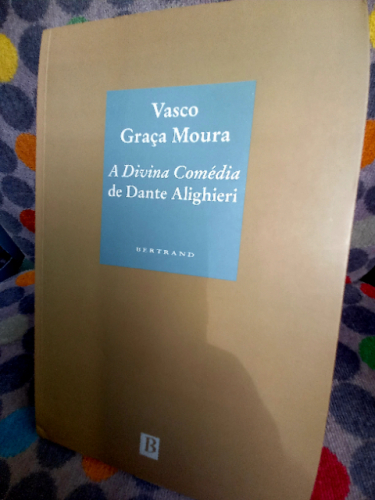 Vasco
Graça Moura
A Divina Comédia
de Dante Alighieri
BERTRAND
B